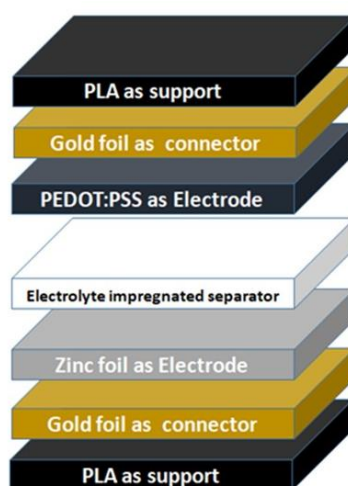 PLA as support
Gold foil as connector
PEDOT:PSS as Electrode
Electrolyte impregnated separator
Zinc foil as Electrode
Gold foil as connector
PLA as support